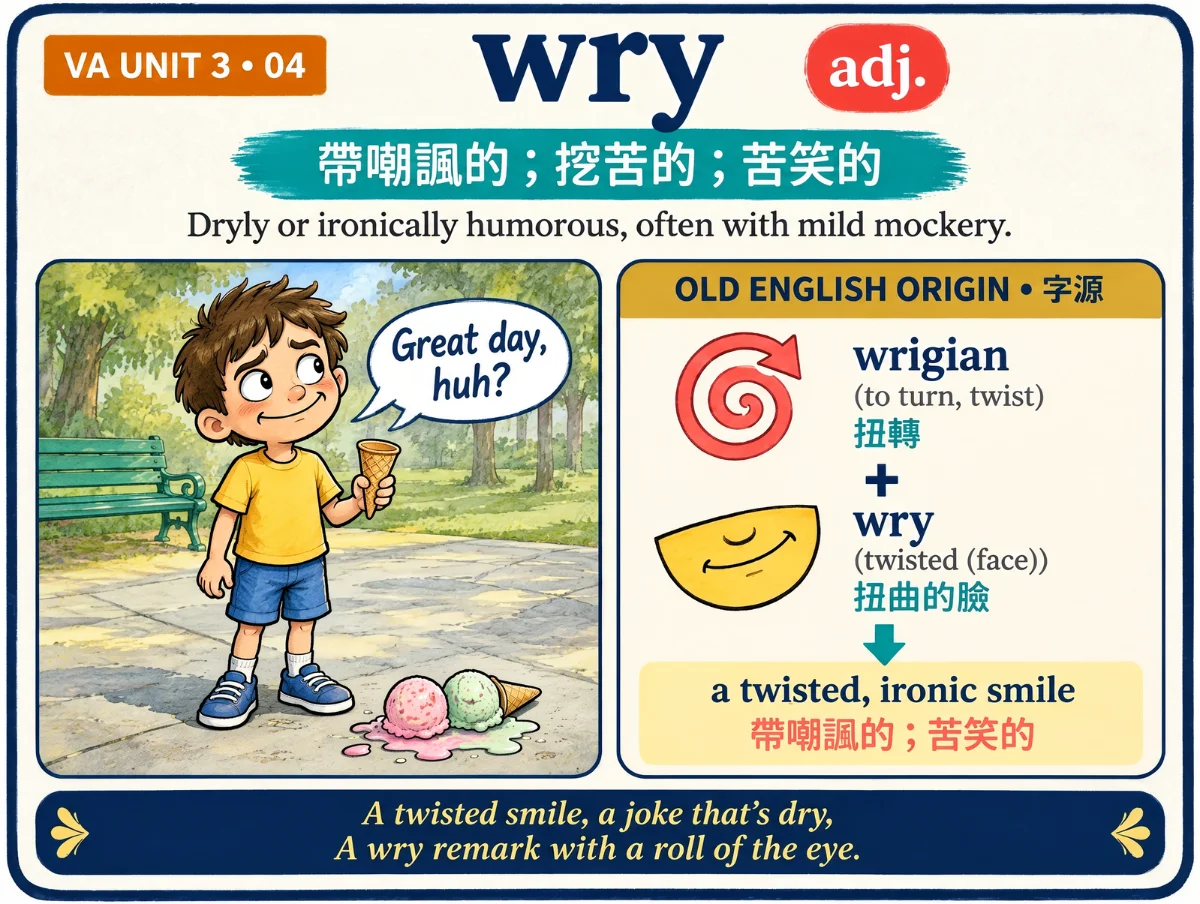 VA UNIT 3 • 04
wry
adj.
帶嘲諷的；挖苦的；苦笑的
Dryly or ironically humorous, often with mild mockery.
Great day,
huh?
OLD ENGLISH ORIGIN • 字源
wrigian
(to turn, twist)
扭轉
+
wry
(twisted (face))
扭曲的臉
a twisted, ironic smile
帶嘲諷的；苦笑的
A twisted smile, a joke that's dry,
A wry remark with a roll of the eye.